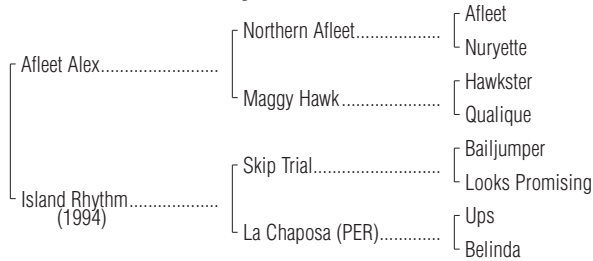 Afleet
Northern Afleet..................
Nuryette
Afleet Alex.........................
Hawkster
Maggy Hawk.....................
Qualique
Bailjumper
Skip Trial...........................
Looks Promising
Island Rhythm...................
(1994)
Ups
La Chaposa (PER).............
Belinda